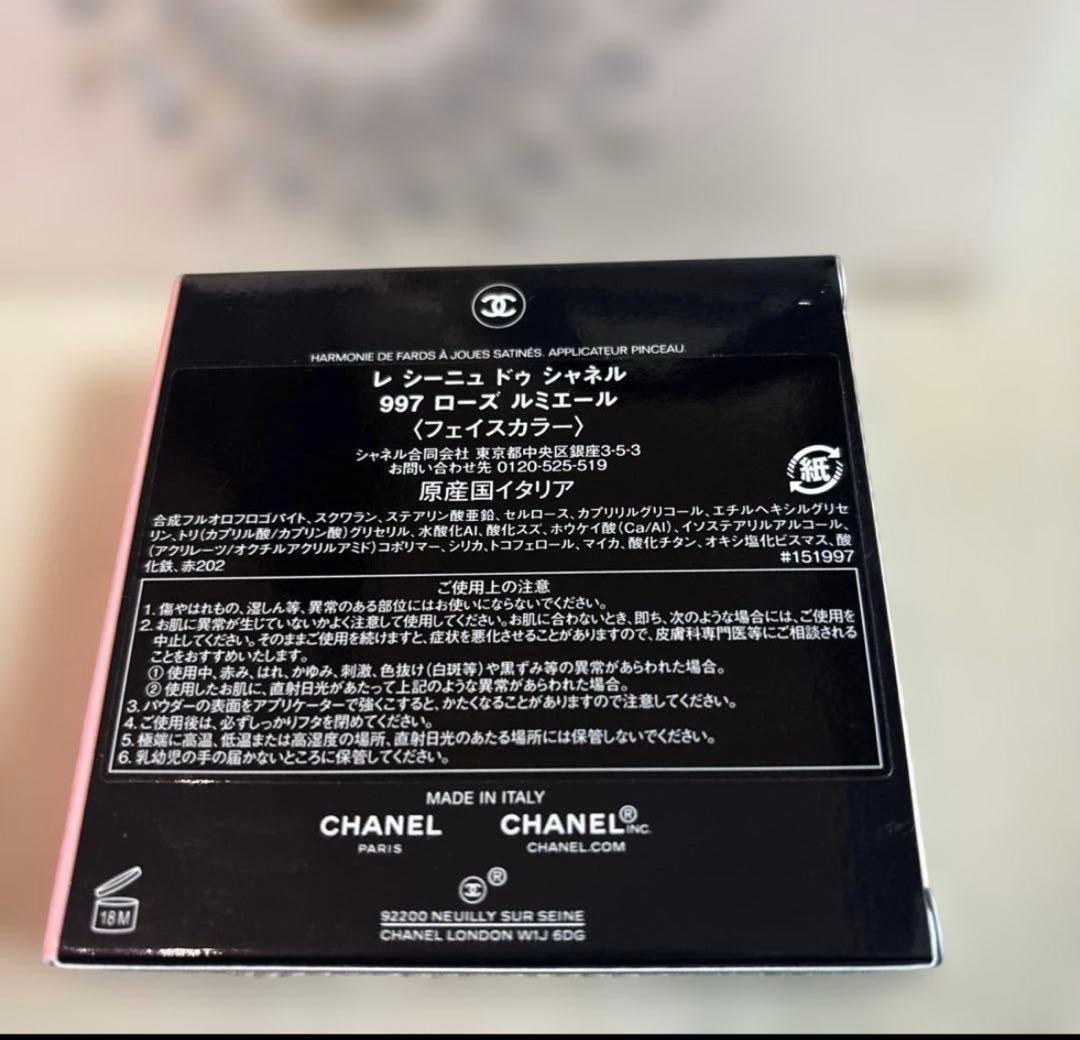 HARMONIE DE FARDS À JOUES SATINÉS. APPLICATEUR PINCEAU.
レ シーニュ ドゥ シャネル
997 ローズ ルミエール
〈フェイスカラー〉
シャネル合同会社 東京都中央区銀座3-5-3
お問い合わせ先 0120-525-519
原産国イタリア
紙
合成フルオロフロゴパイト、スクワラン、ステアリン酸亜鉛、セルロース、カプリリルグリコール、エチルヘキシルグリセ
リン、トリ(カプリル酸/カプリン酸)グリセリル、水酸化Al、酸化スズ、ホウケイ酸(Ca/Al)、イソステアリルアルコール、
(アクリレーツ/オクチルアクリルアミド)コポリマー、シリカ、トコフェロール、マイカ、酸化チタン、オキシ塩化ビスマス、酸
化鉄、赤202
#151997
ご使用上の注意
1. 傷やはれもの、湿しん等、異常のある部位にはお使いにならないでください。
2. お肌に異常が生じていないかよく注意して使用してください。お肌に合わないとき、即ち、次のような場合には、ご使用を
中止してください。そのままご使用を続けますと、症状を悪化させることがありますので、皮膚科専門医等にご相談される
ことをおすすめいたします。
① 使用中、赤み、はれ、かゆみ、刺激、色抜け(白斑等)や黒ずみ等の異常があらわれた場合。
② 使用したお肌に、直射日光があたって上記のような異常があらわれた場合。
3. パウダーの表面をアプリケーターで強くこすると、かたくなることがありますので注意してください。
4. ご使用後は、必ずしっかりフタを閉めてください。
5. 極端に高温、低温または高湿度の場所、直射日光のあたる場所には保管しないでください。
6. 乳幼児の手の届かないところに保管してください。
MADE IN ITALY
CHANEL CHANEL® INC.
PARIS CHANEL.COM
®
18M
92200 NEUILLY SUR SEINE
CHANEL LONDON W1J 6DG